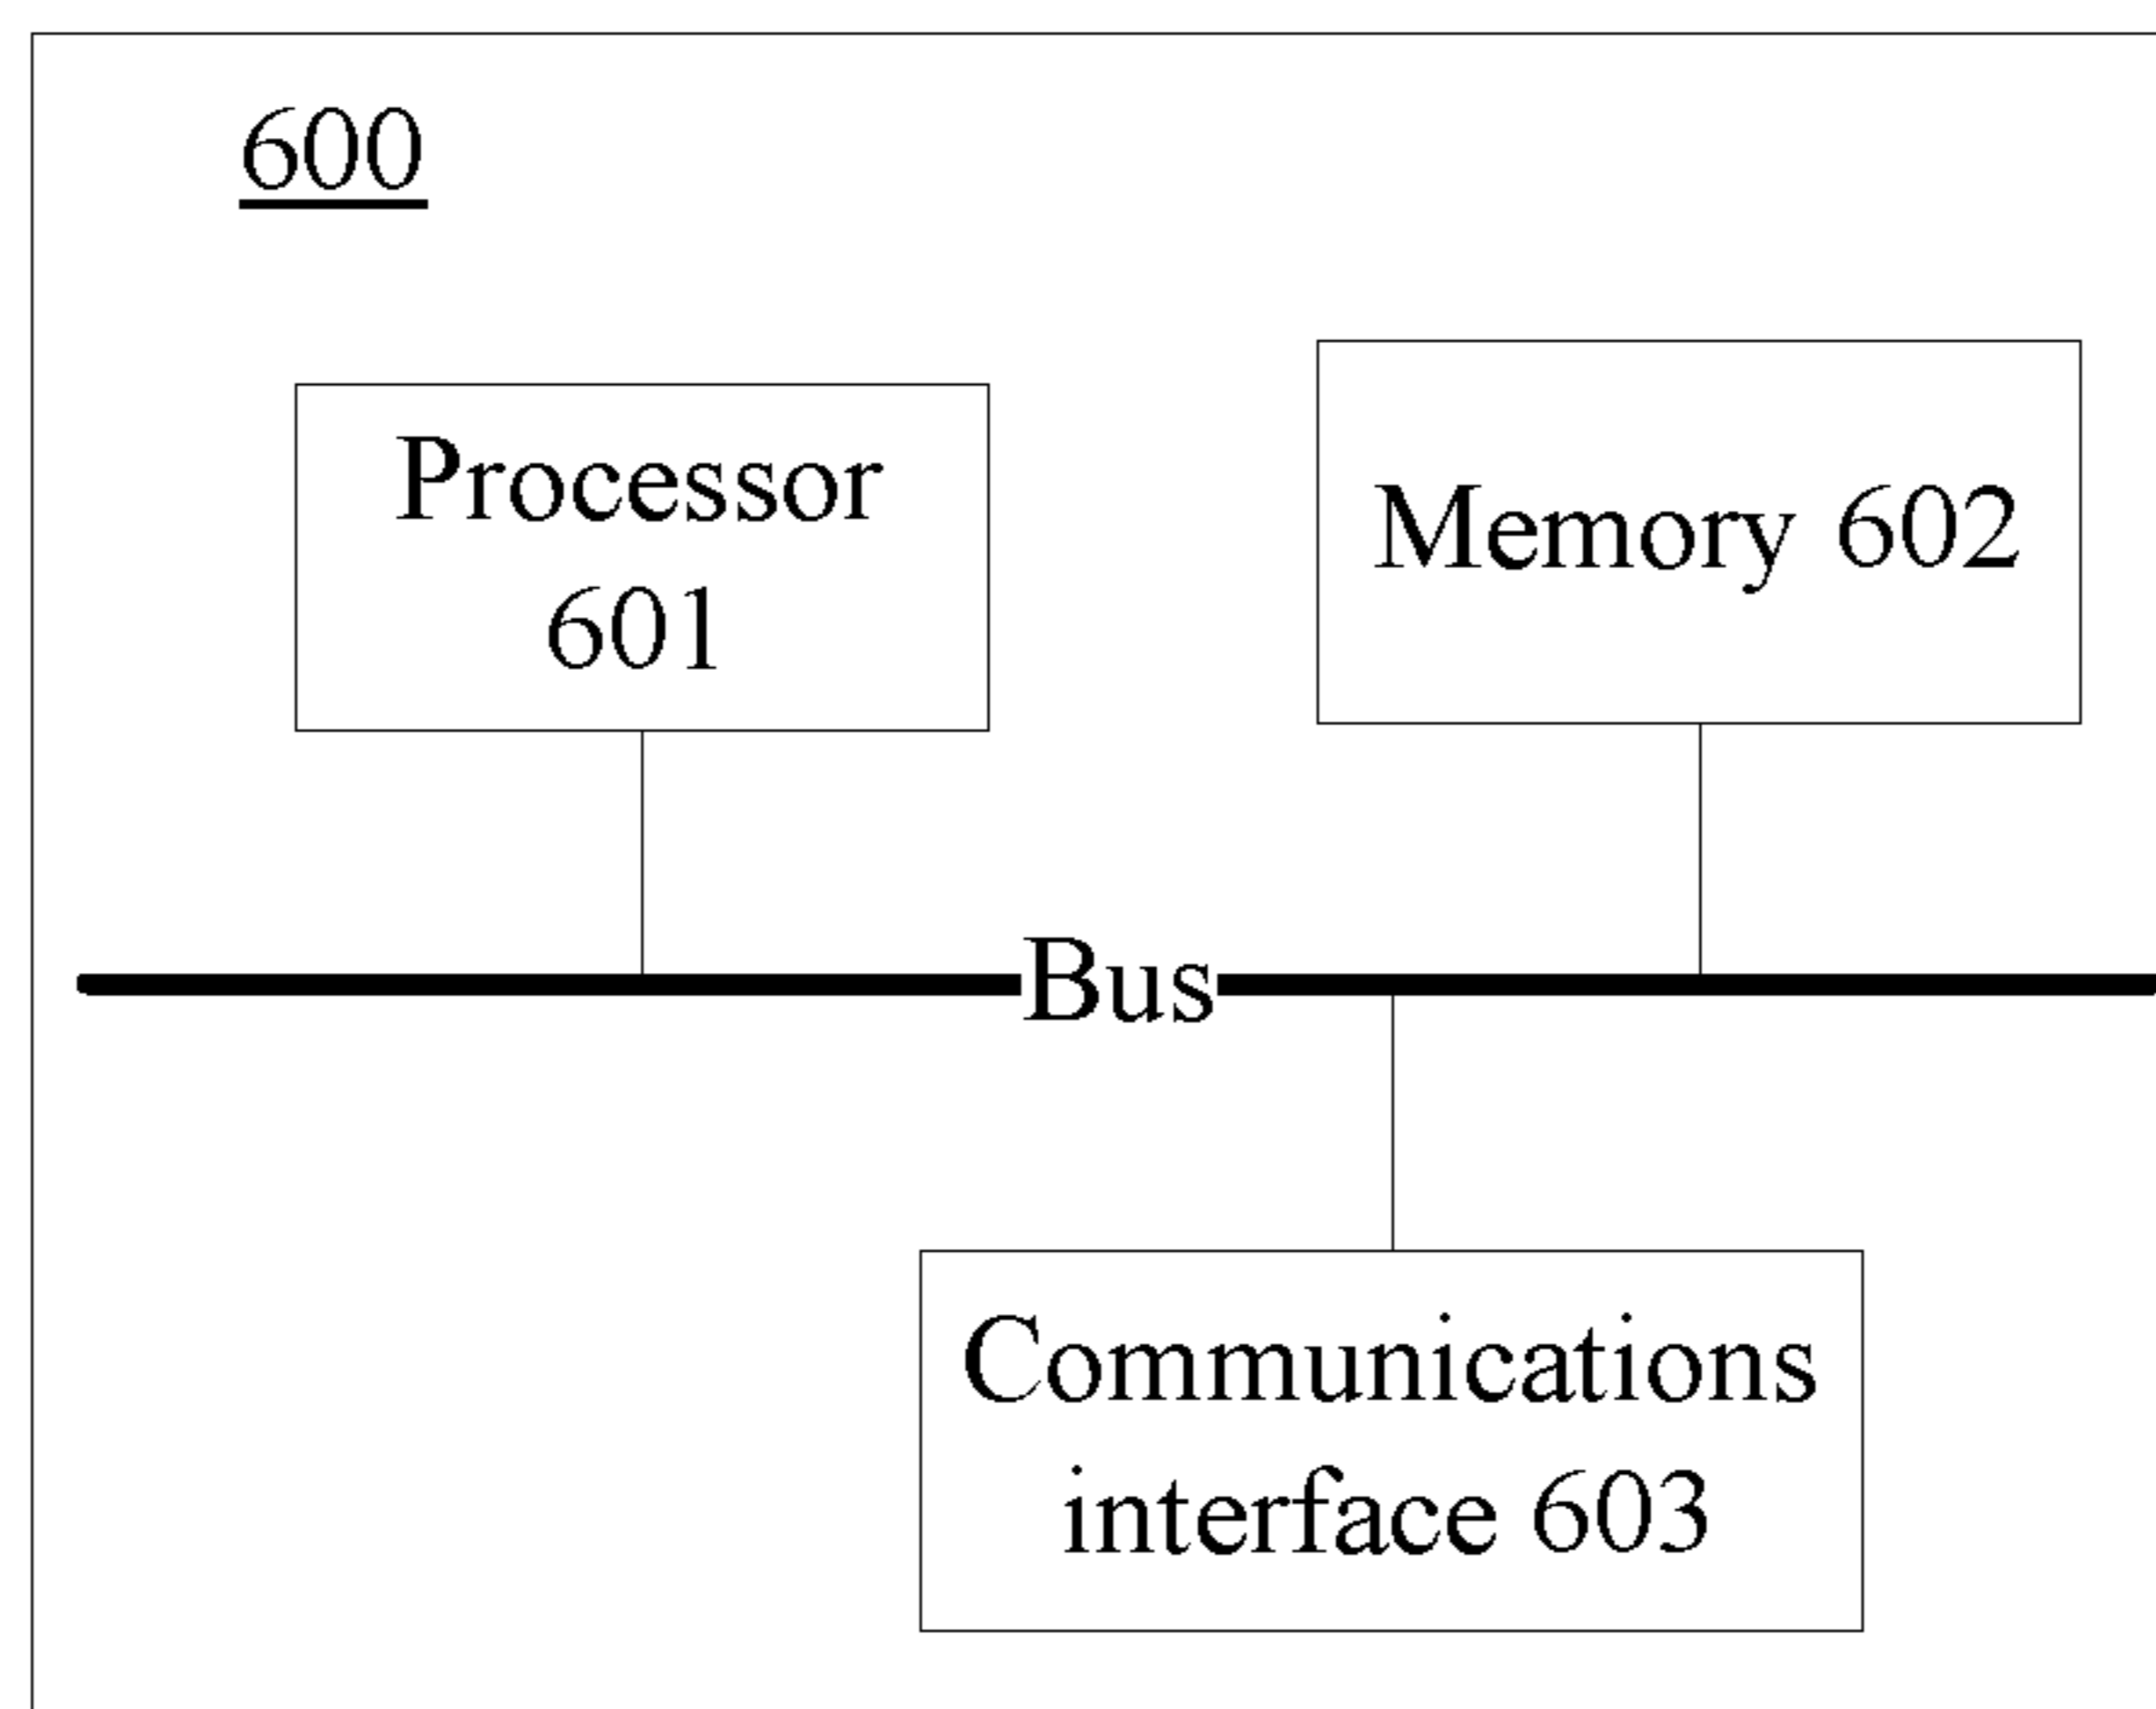 600
Processor
601
Memory 602
Bus
Communications
interface 603